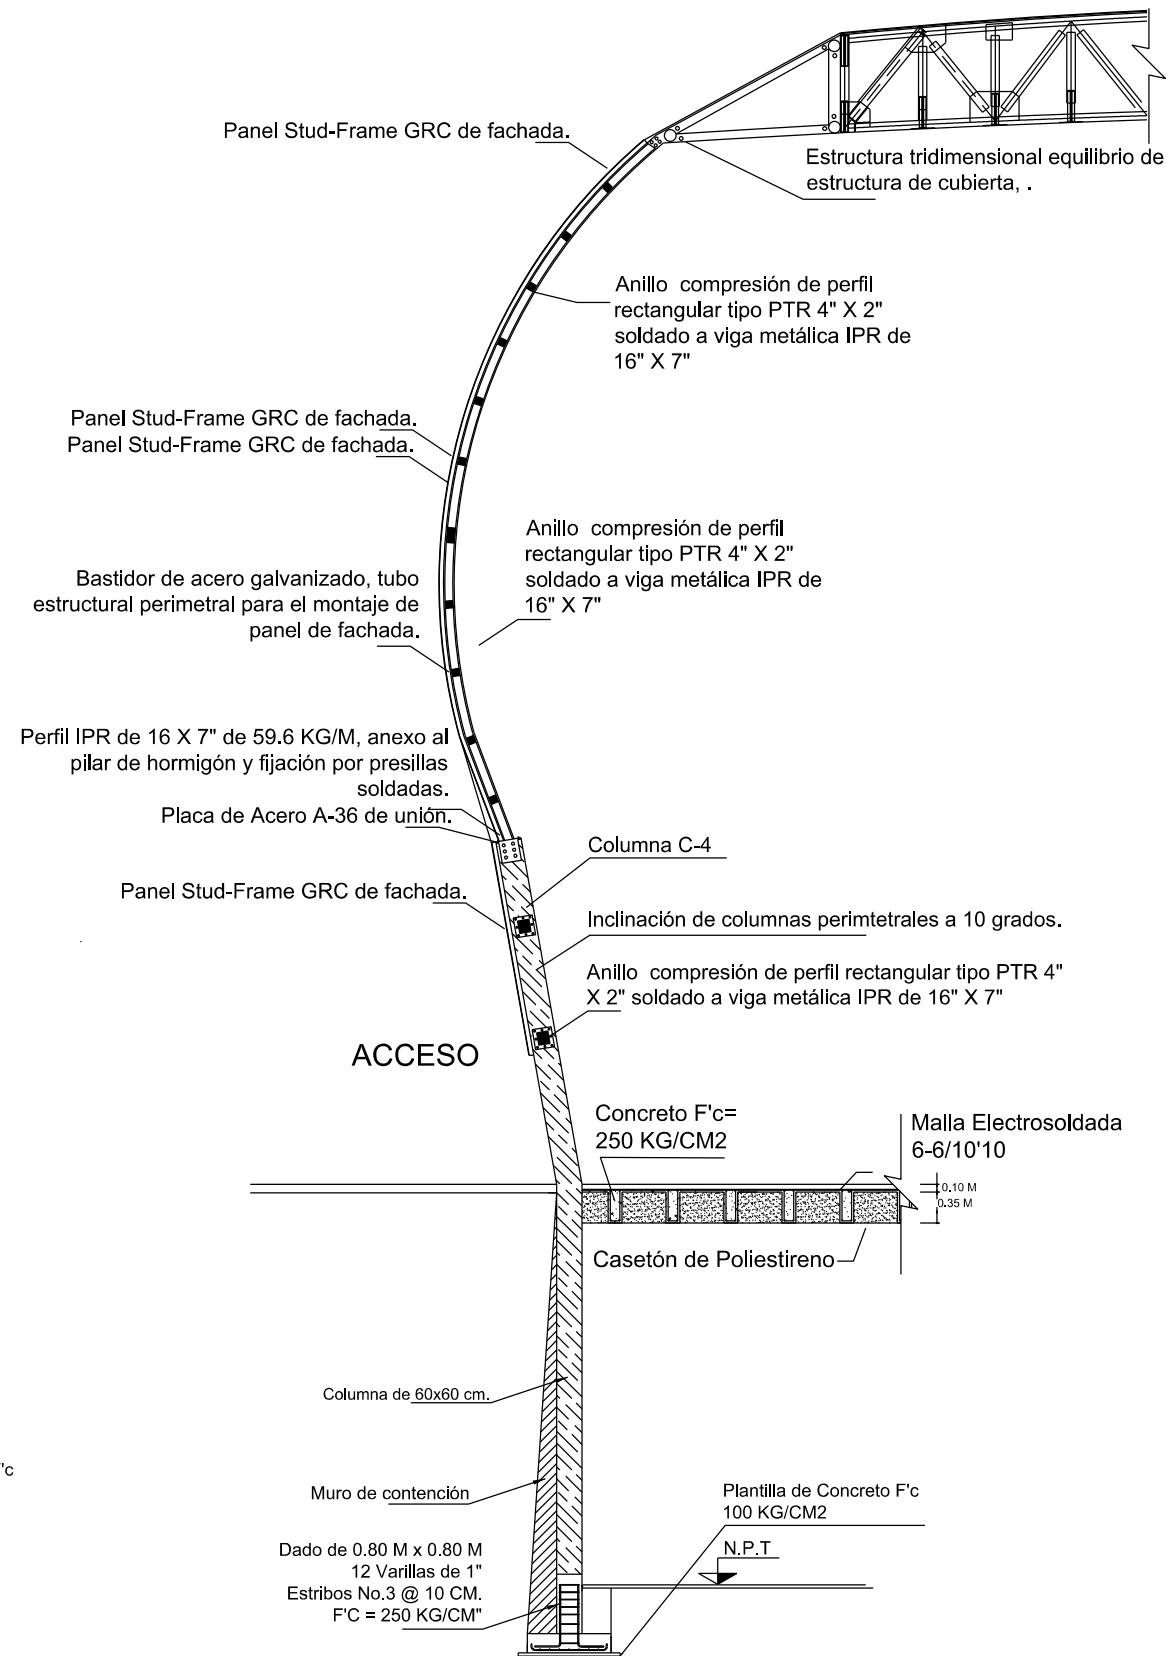 Panel Stud-Frame GRC de fachada.
Estructura tridimensional equilibrio de
estructura de cubierta, .
Anillo compresión de perfil
rectangular tipo PTR 4" X 2"
soldado a viga metálica IPR de
16" X 7"
Panel Stud-Frame GRC de fachada.
Panel Stud-Frame GRC de fachada.
Anillo compresión de perfil
rectangular tipo PTR 4" X 2"
soldado a viga metálica IPR de
16" X 7"
Bastidor de acero galvanizado, tubo
estructural perimetral para el montaje de
panel de fachada.
Perfil IPR de 16 X 7" de 59.6 KG/M, anexo al
pilar de hormigón y fijación por presillas
soldadas.
Placa de Acero A-36 de unión.
Columna C-4
Panel Stud-Frame GRC de fachada.
Inclinación de columnas perimtetrales a 10 grados.
Anillo compresión de perfil rectangular tipo PTR 4"
X 2" soldado a viga metálica IPR de 16" X 7"
ACCESO
Concreto F'c=
250 KG/CM2
Malla Electrosoldada
6-6/10'10
0.10 M
0.35 M
Casetón de Poliestireno
Columna de 60x60 cm.
'c
Muro de contención
Plantilla de Concreto F'c
100 KG/CM2
N.P.T
Dado de 0.80 M x 0.80 M
12 Varillas de 1"
Estribos No.3 @ 10 CM.
F'C = 250 KG/CM"